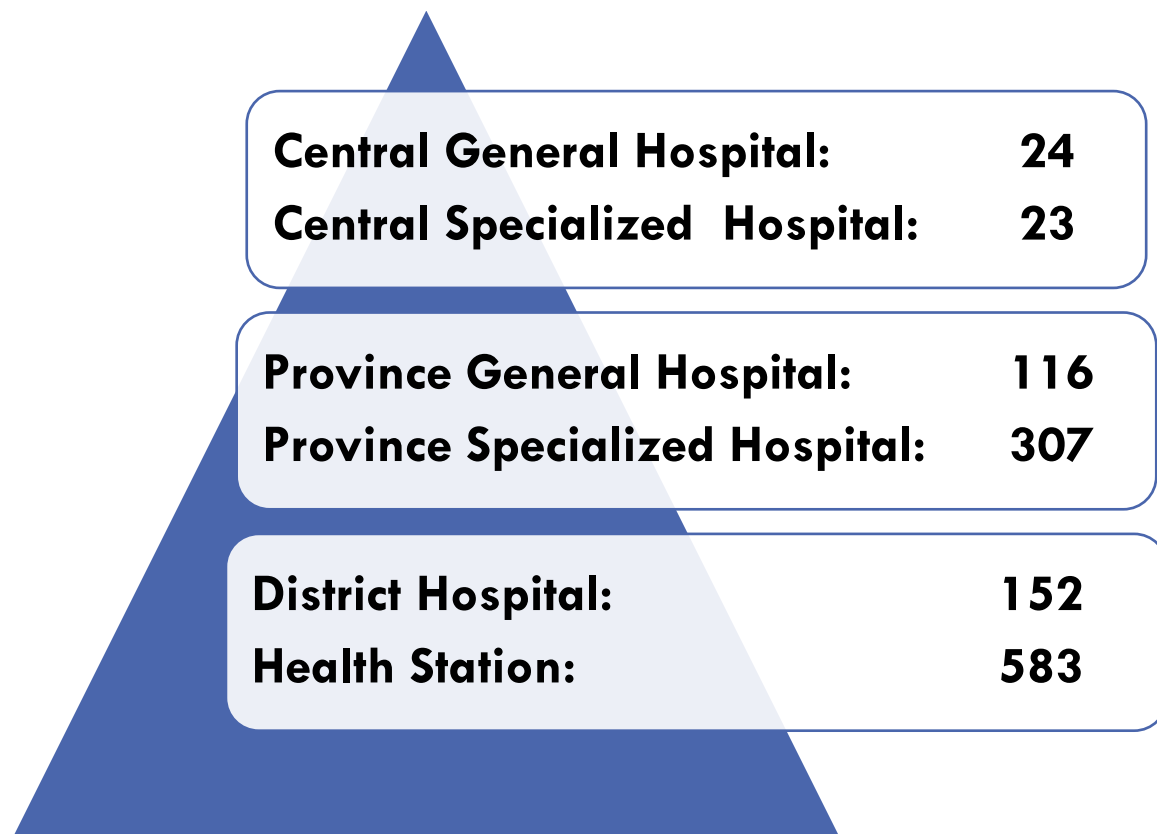 Central General Hospital: 24
Central Specialized Hospital: 23
Province General Hospital: 116
Province Specialized Hospital: 307
District Hospital: 152
Health Station: 583